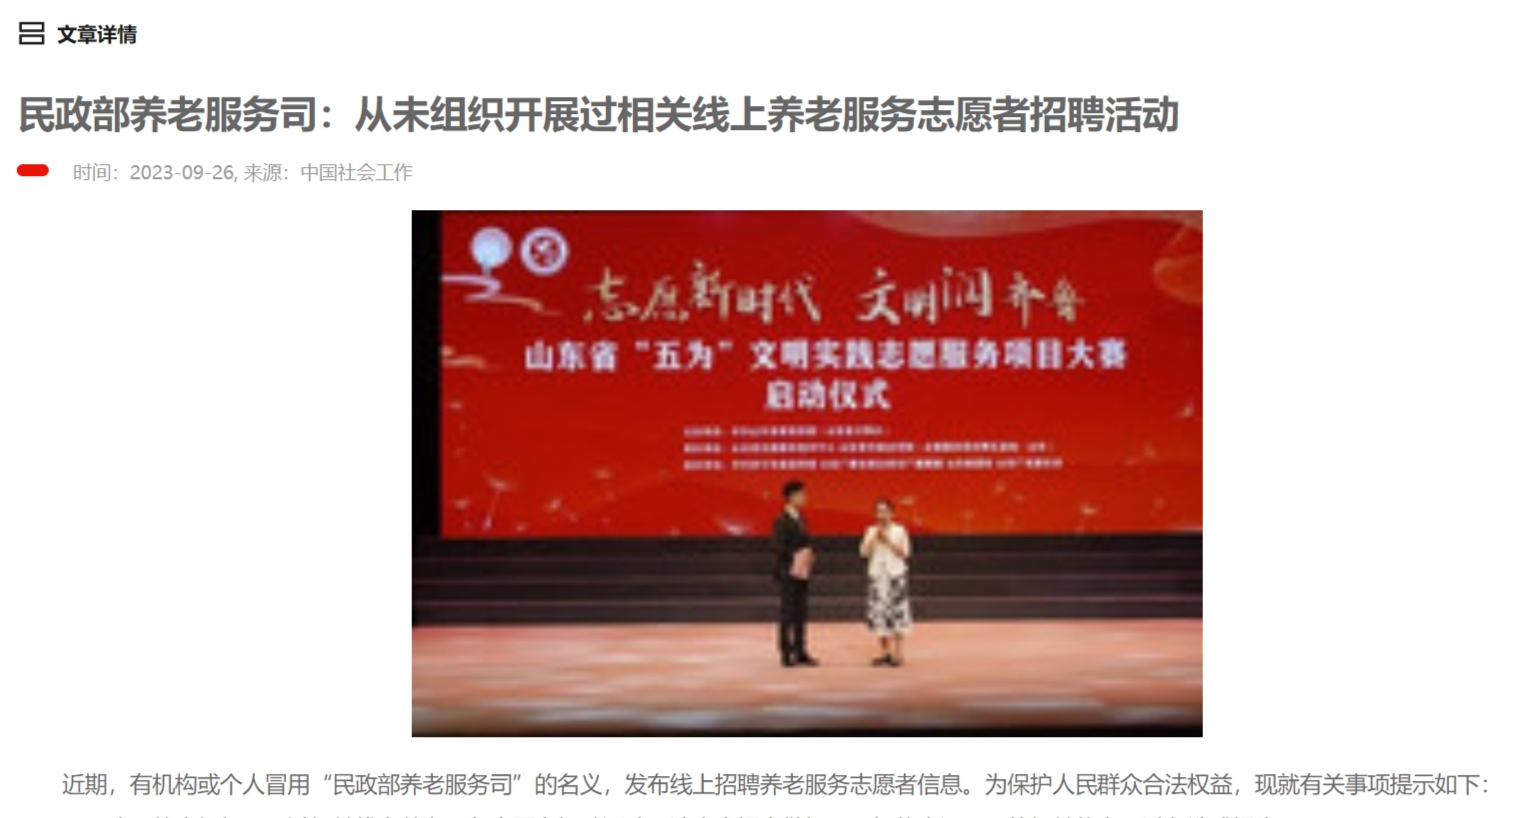 文章详情
民政部养老服务司：从未组织开展过相关线上养老服务志愿者招聘活动
时间：2023-09-26, 来源：中国社会工作
志愿新时代 文明润齐鲁
山东省“五为”文明实践志愿服务项目大赛
启动仪式
近期，有机构或个人冒用“民政部养老服务司”的名义，发布线上招聘养老服务志愿者信息。为保护人民群众合法权益，现就有关事项提示如下：